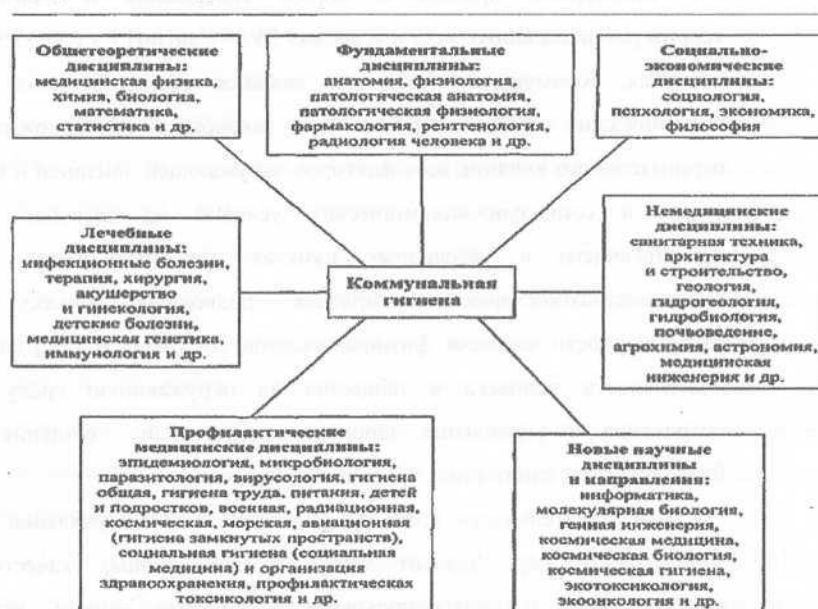 Общетеоретические
дисциплины:
медицинская физика,
химия, биология,
математика,
статистика и др.
Фундаментальные
дисциплины:
анатомия, физиология,
патологическая анатомия,
патологическая физиология,
фармакология, рентгенология,
радиология человека и др.
Социально-
экономические
дисциплины:
социология,
психология, экономика,
философия
Лечебные
дисциплины:
инфекционные болезни,
терапия, хирургия,
акушерство
и гинекология,
детские болезни,
медицинская генетика,
иммунология и др.
Коммунальная
гигиена
Немедицинские
дисциплины:
санитарная техника,
архитектура
и строительство,
геология,
гидрогеология,
гидробиология,
почвоведение,
агрохимия, астрономия,
медицинская
инженерия и др.
Профилактические
медицинские дисциплины:
эпидемиология, микробиология,
паразитология, вирусология, гигиена
общая, гигиена труда, питания, детей
и подростков, военная, радиационная,
космическая, морская, авиационная
(гигиена замкнутых пространств),
социальная гигиена (социальная
медицина) и организация
здравоохранения, профилактическая
токсикология и др.
Новые научные
дисциплины
и направления:
информатика,
молекулярная биология,
генная инженерия,
космическая медицина,
космическая биология,
космическая гигиена,
экотоксикология,
экоонкология и др.